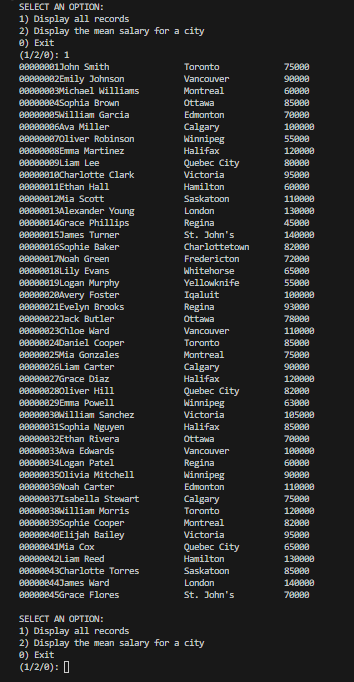 SELECT AN OPTION:
1) Display all records
2) Display the mean salary for a city
0) Exit
(1/2/0): 1
00000001John Smith Toronto 75000
00000002Emily Johnson Vancouver 90000
00000003Michael Williams Montreal 60000
00000004Sophia Brown Ottawa 85000
00000005William Garcia Edmonton 70000
00000006Ava Miller Calgary 100000
00000007Oliver Robinson Winnipeg 55000
00000008Emma Martinez Halifax 120000
00000009Liam Lee Quebec City 80000
00000010Charlotte Clark Victoria 95000
00000011Ethan Hall Hamilton 60000
00000012Mia Scott Saskatoon 110000
00000013Alexander Young London 130000
00000014Grace Phillips Regina 45000
00000015James Turner St. John's 140000
00000016Sophie Baker Charlottetown 82000
00000017Noah Green Fredericton 72000
00000018Lily Evans Whitehorse 65000
00000019Logan Murphy Yellowknife 55000
00000020Avery Foster Iqaluit 100000
00000021Evelyn Brooks Regina 93000
00000022Jack Butler Ottawa 78000
00000023Chloe Ward Vancouver 110000
00000024Daniel Cooper Toronto 85000
00000025Mia Gonzales Montreal 75000
00000026Liam Carter Calgary 90000
00000027Grace Diaz Halifax 120000
00000028Oliver Hill Quebec City 82000
00000029Emma Powell Winnipeg 63000
00000030William Sanchez Victoria 105000
00000031Sophia Nguyen Halifax 85000
00000032Ethan Rivera Ottawa 70000
00000033Ava Edwards Vancouver 100000
00000034Logan Patel Regina 60000
00000035Olivia Mitchell Winnipeg 90000
00000036Noah Carter Edmonton 110000
00000037Isabella Stewart Calgary 75000
00000038William Morris Toronto 120000
00000039Sophie Cooper Montreal 82000
00000040Elijah Bailey Victoria 95000
00000041Mia Cox Quebec City 65000
00000042Liam Reed Hamilton 130000
00000043Charlotte Torres Saskatoon 85000
00000044James Ward London 140000
00000045Grace Flores St. John's 70000
SELECT AN OPTION:
1) Display all records
2) Display the mean salary for a city
0) Exit
(1/2/0):